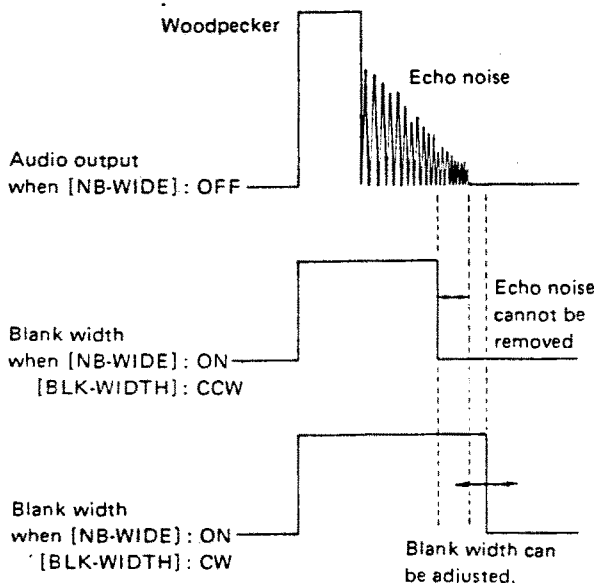 Woodpecker
Echo noise
Audio output
when [NB-WIDE] : OFF
Echo noise
cannot be
removed
Blank width
when [NB-WIDE] : ON
[BLK-WIDTH] : CCW
Blank width
when [NB-WIDE] : ON
[BLK-WIDTH] : CW
Blank width can
be adjusted.